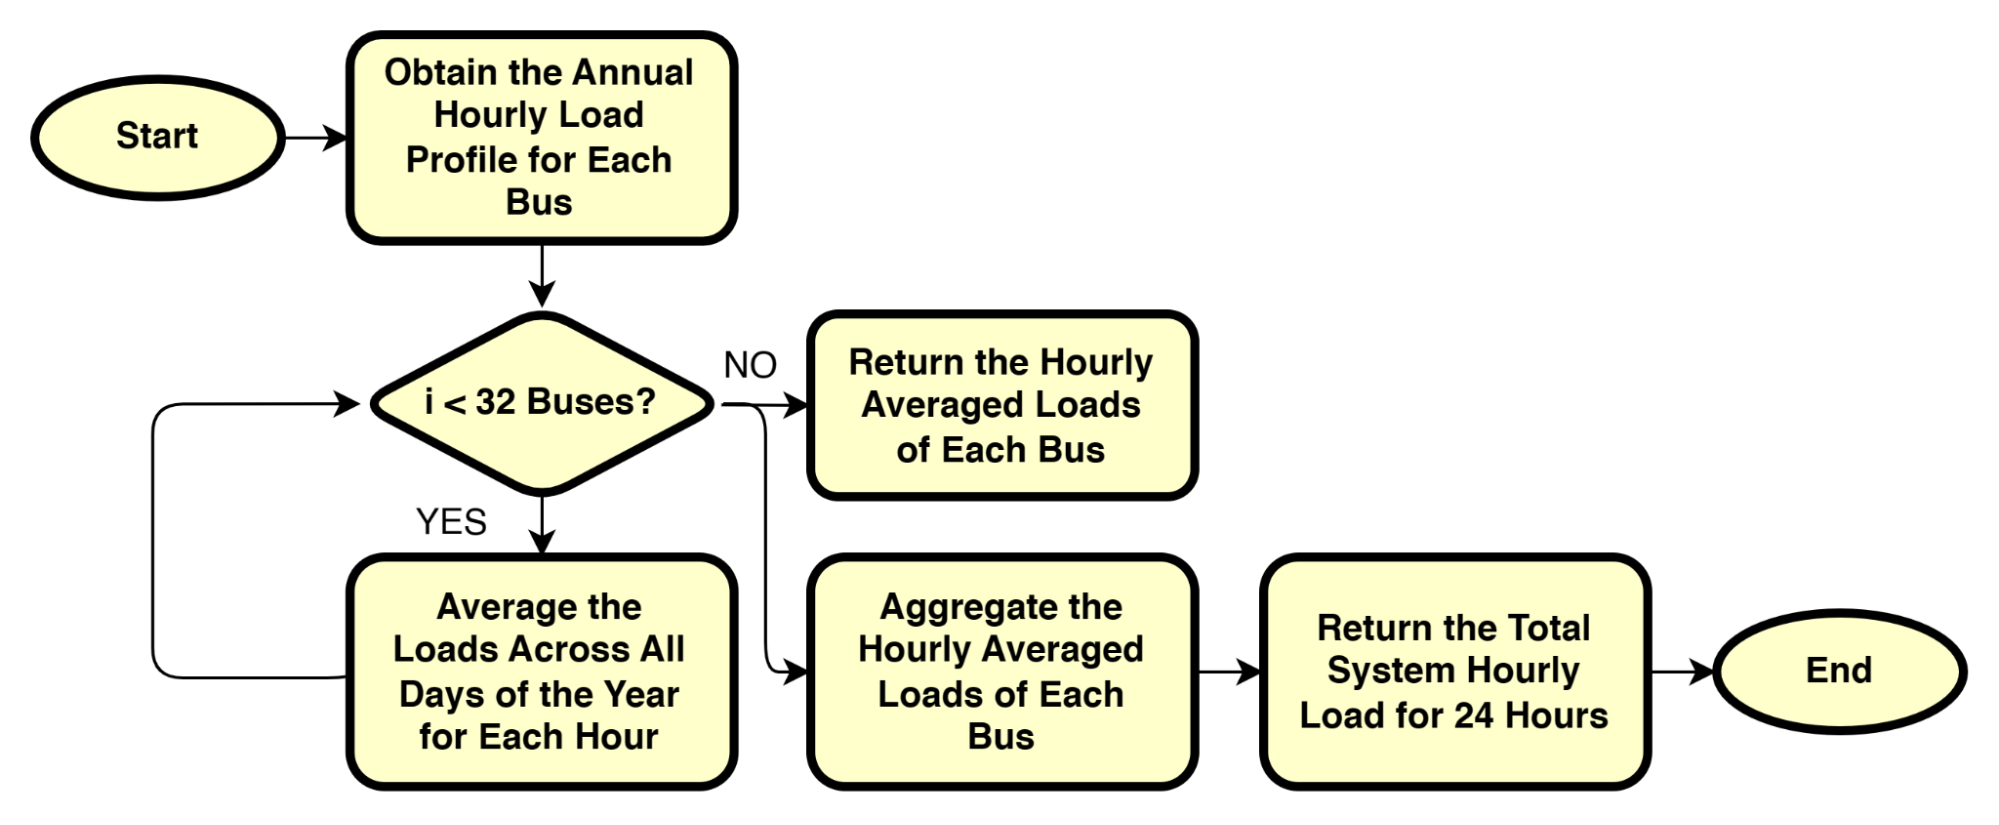 Start
Obtain the Annual
Hourly Load
Profile for Each
Bus
i < 32 Buses?
NO
Return the Hourly
Averaged Loads
of Each Bus
YES
Average the
Loads Across All
Days of the Year
for Each Hour
Aggregate the
Hourly Averaged
Loads of Each
Bus
Return the Total
System Hourly
Load for 24 Hours
End